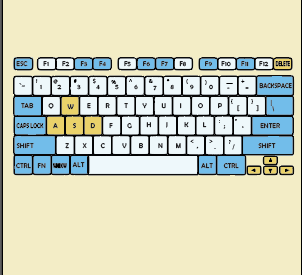 ESC F1 F2 F3 F4 F5 F6 F7 F8 F9 F10 F11 F12 DELETE
~ ! 1 @ 2 # 3 $ 4 % 5 ^ 6 & 7 * 8 ( 9 ) 0 — - + = BACKSPACE
TAB O W E R T Y U I O P { [ } ] \
CAPS LOCK A S D F G H J K L : ; " ' ENTER
SHIFT Z X C V B N M < , > . ? / SHIFT
CTRL FN ALT ALT CTRL